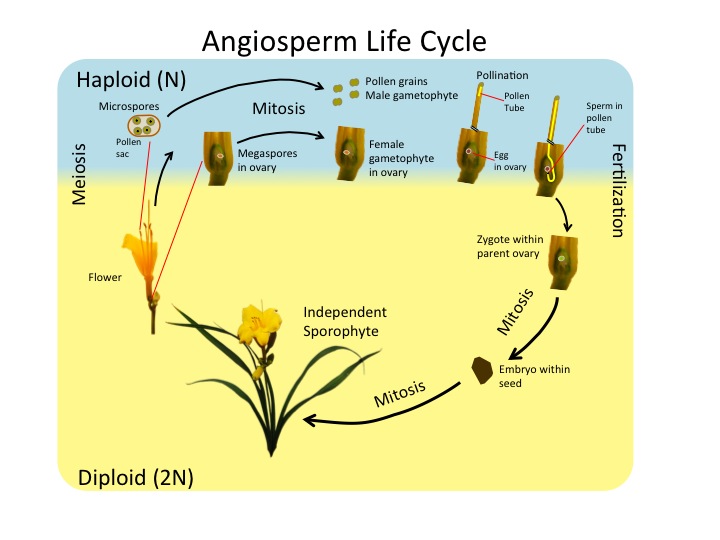 Angiosperm Life Cycle
Haploid (N)
Microspores
Pollen
sac
Meiosis
Mitosis
Megaspores
in ovary
Pollen grains
Male gametophyte
Female
gametophyte
in ovary
Pollination
Pollen
Tube
Egg
in ovary
Sperm in
pollen
tube
Fertilization
Zygote within
parent ovary
Mitosis
Embryo within
seed
Mitosis
Independent
Sporophyte
Flower
Diploid (2N)